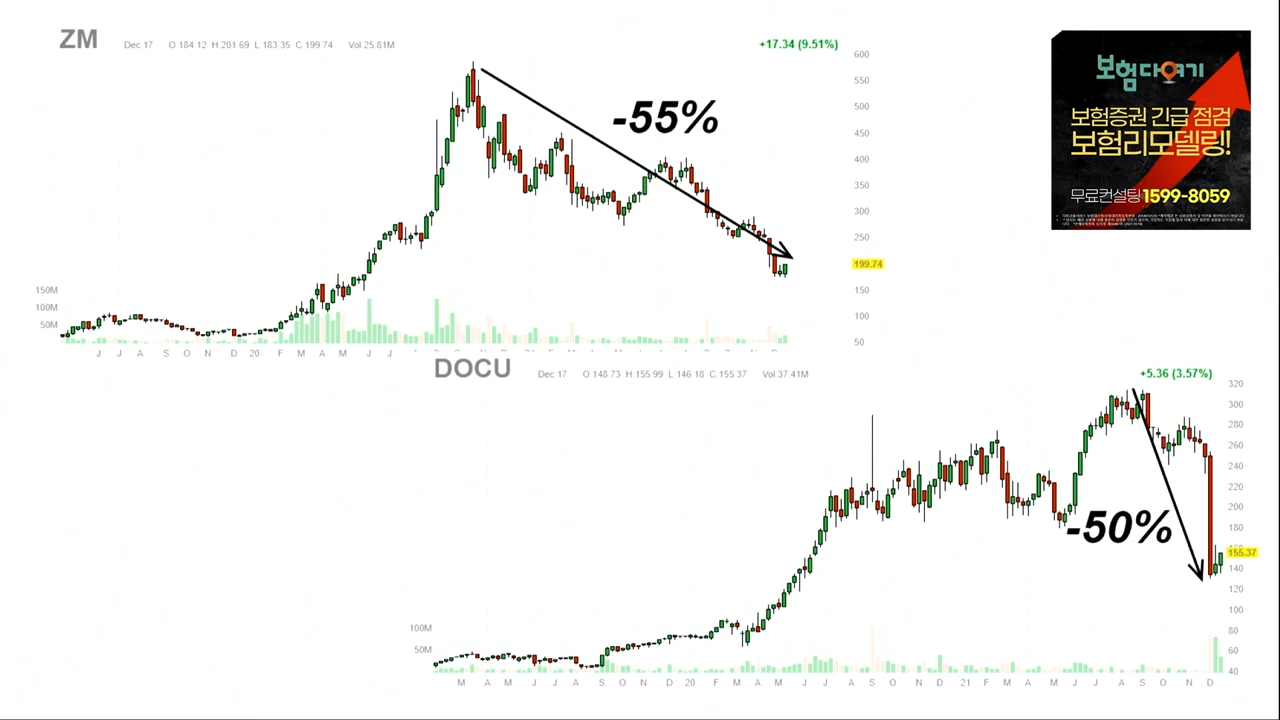 ZM Dec 17 O 184.12 H 201.69 L 183.35 C 199.74 Vol 25.81M +17.34 (9.51%)
600
550
500
450
400
350
300
250
199.74
150
100
50
-55%
150M
100M
50M
J J A S O N D 20 F M A M J J
보험다여기
보험증권 긴급 점검
보험리모델링!
무료컨설팅 1599-8059
DOCU Dec 17 O 148.73 H 155.99 L 146.18 C 155.37 Vol 37.41M +5.36 (3.57%)
320
300
280
260
240
220
200
180
155.37
140
120
100
80
60
40
-50%
100M
50M
M A M J J A S O N D 20 F M A M J J A S O N D 21 F M A M J J A S O N D